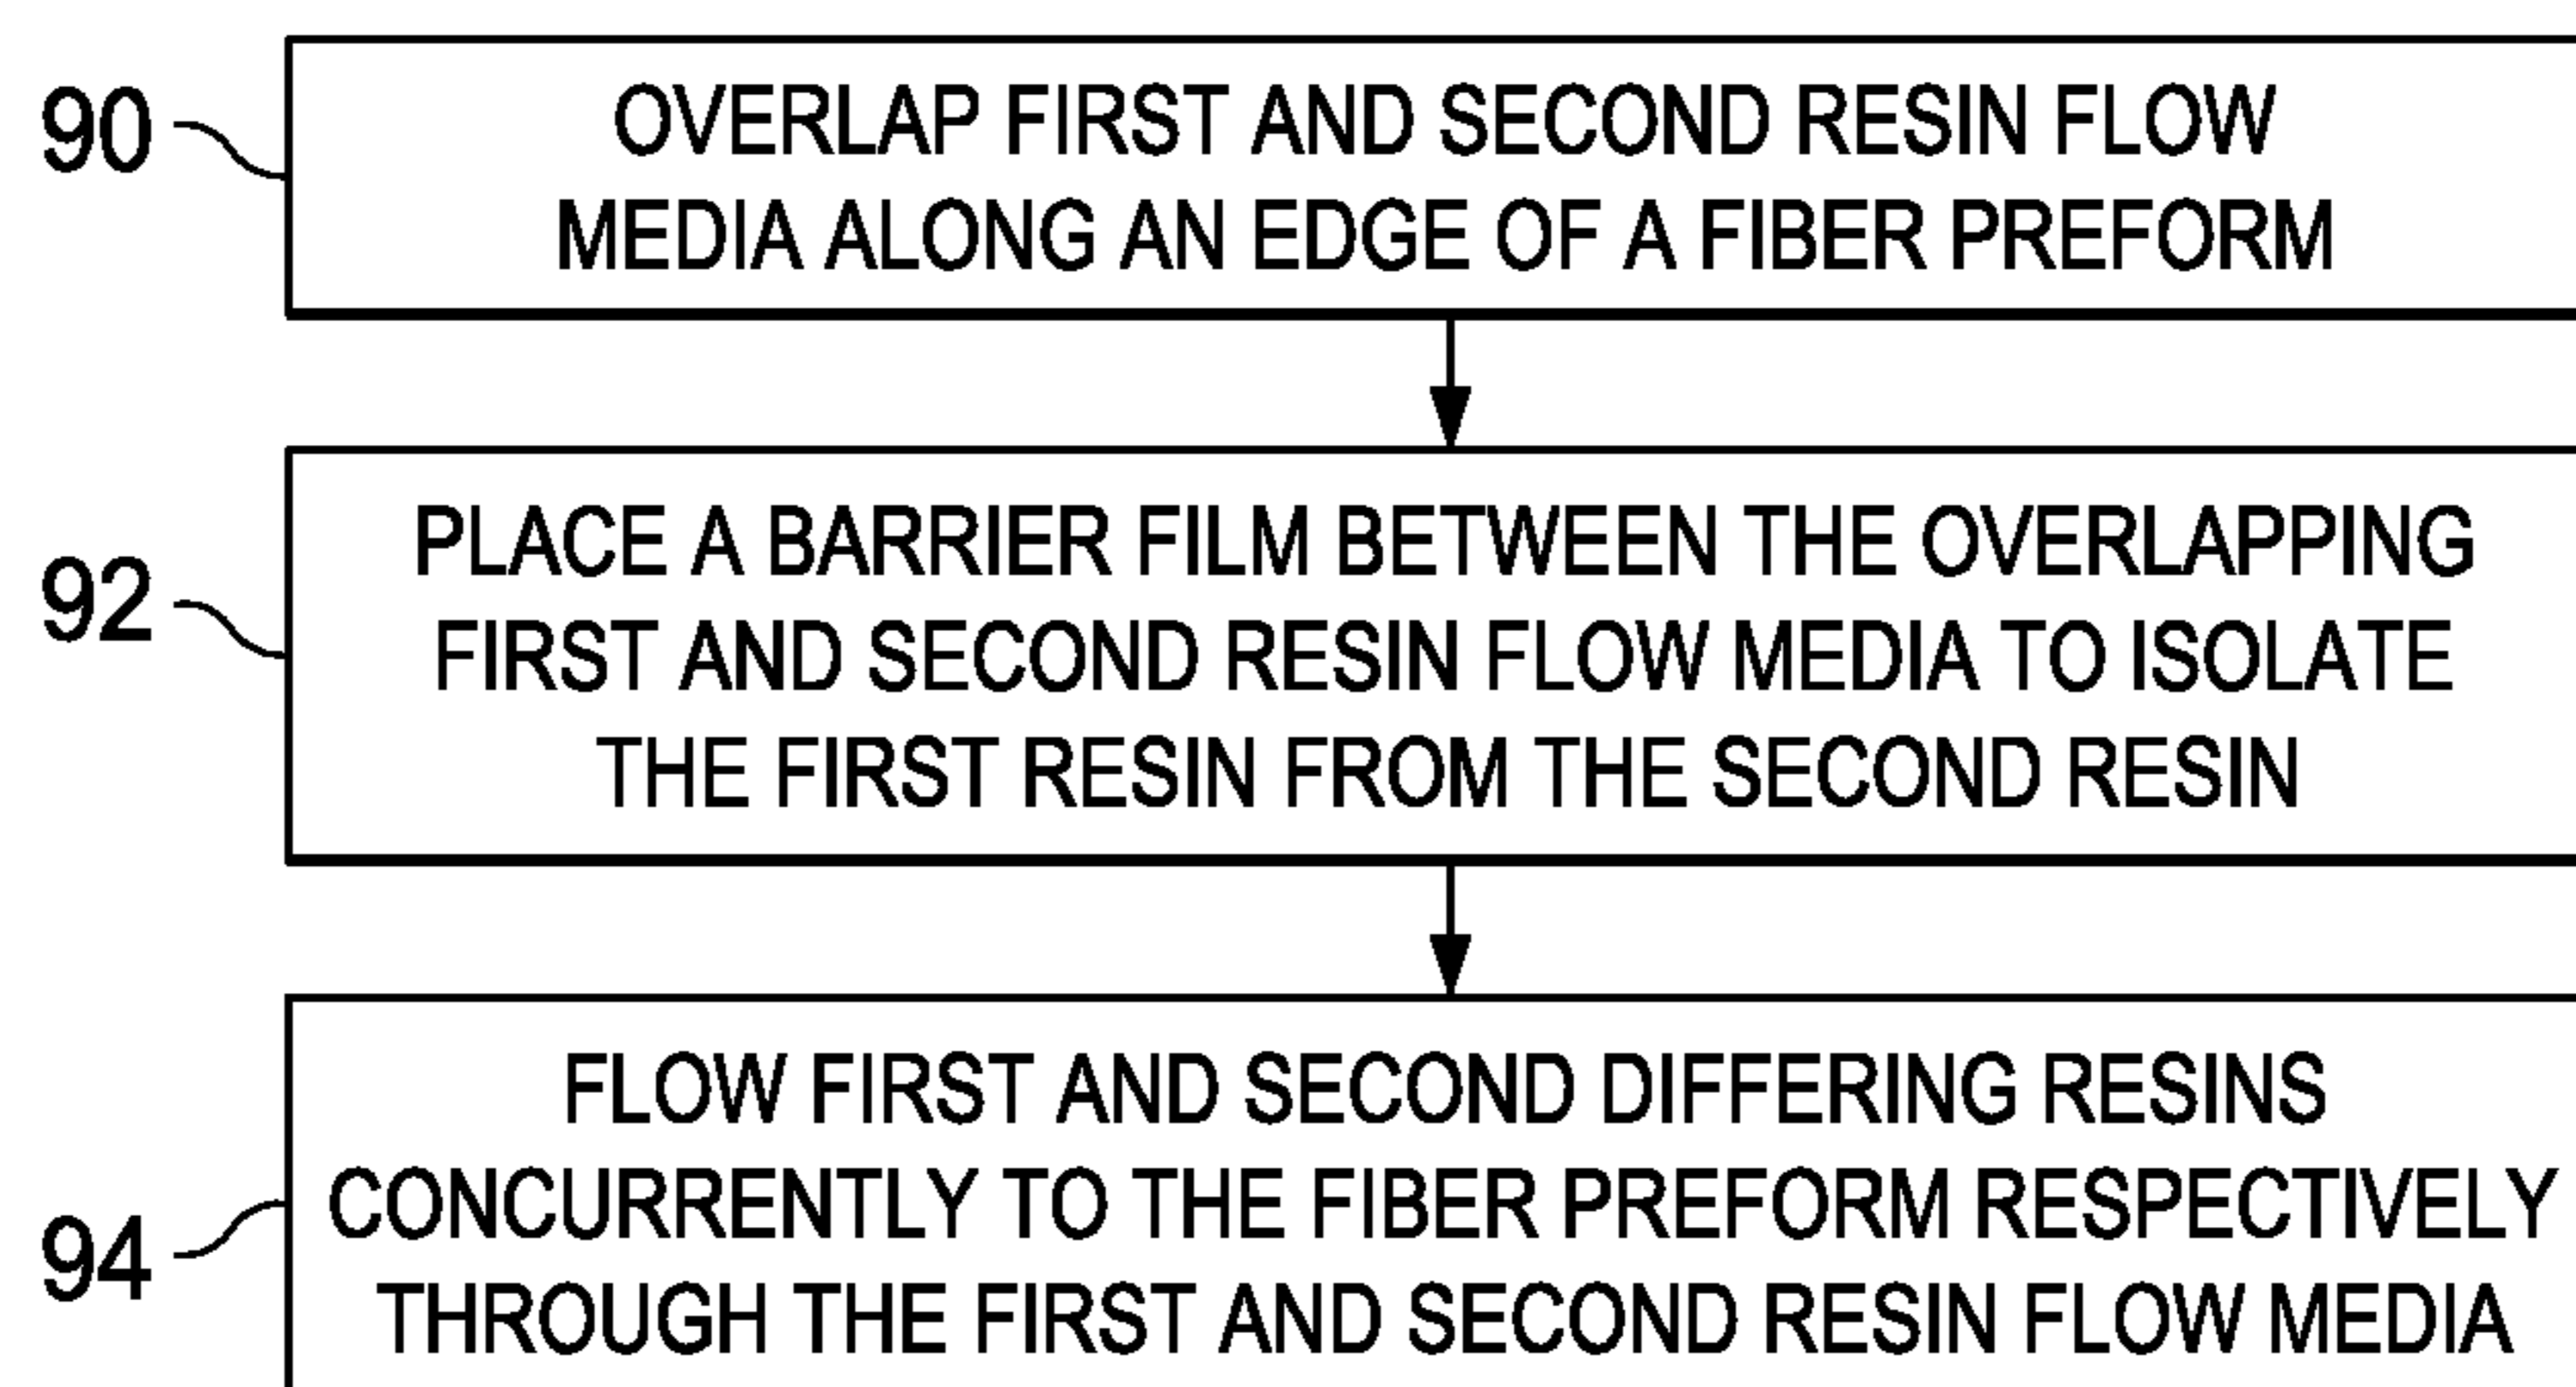 90
OVERLAP FIRST AND SECOND RESIN FLOW
MEDIA ALONG AN EDGE OF A FIBER PREFORM
92
PLACE A BARRIER FILM BETWEEN THE OVERLAPPING
FIRST AND SECOND RESIN FLOW MEDIA TO ISOLATE
THE FIRST RESIN FROM THE SECOND RESIN
94
FLOW FIRST AND SECOND DIFFERING RESINS
CONCURRENTLY TO THE FIBER PREFORM RESPECTIVELY
THROUGH THE FIRST AND SECOND RESIN FLOW MEDIA